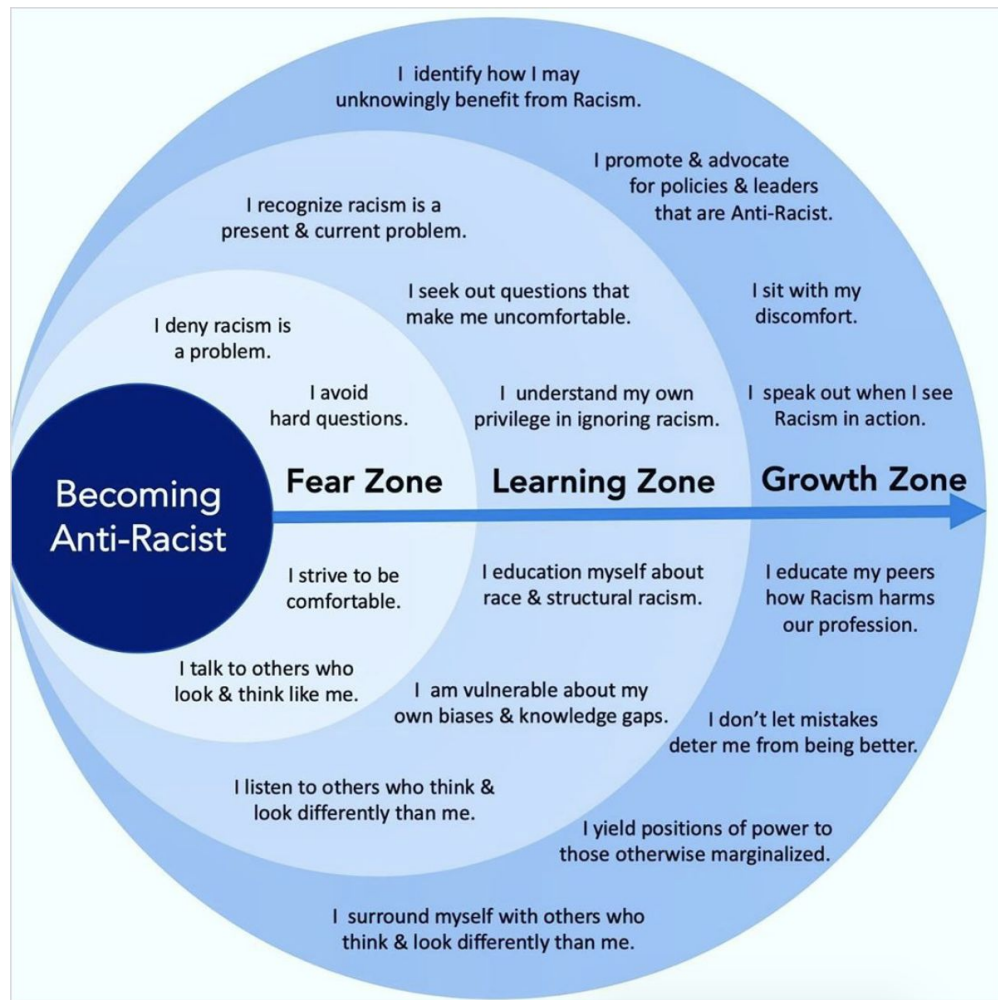 I identify how I may
unknowingly benefit from Racism.
I promote & advocate
for policies & leaders
that are Anti-Racist.
I recognize racism is a
present & current problem.
I seek out questions that
make me uncomfortable.
I sit with my
discomfort.
I deny racism is
a problem.
I avoid
hard questions.
I understand my own
privilege in ignoring racism.
I speak out when I see
Racism in action.
Becoming
Anti-Racist
Fear Zone
Learning Zone
Growth Zone
I strive to be
comfortable.
I education myself about
race & structural racism.
I educate my peers
how Racism harms
our profession.
I talk to others who
look & think like me.
I am vulnerable about my
own biases & knowledge gaps.
I don’t let mistakes
deter me from being better.
I listen to others who think &
look differently than me.
I yield positions of power to
those otherwise marginalized.
I surround myself with others who
think & look differently than me.